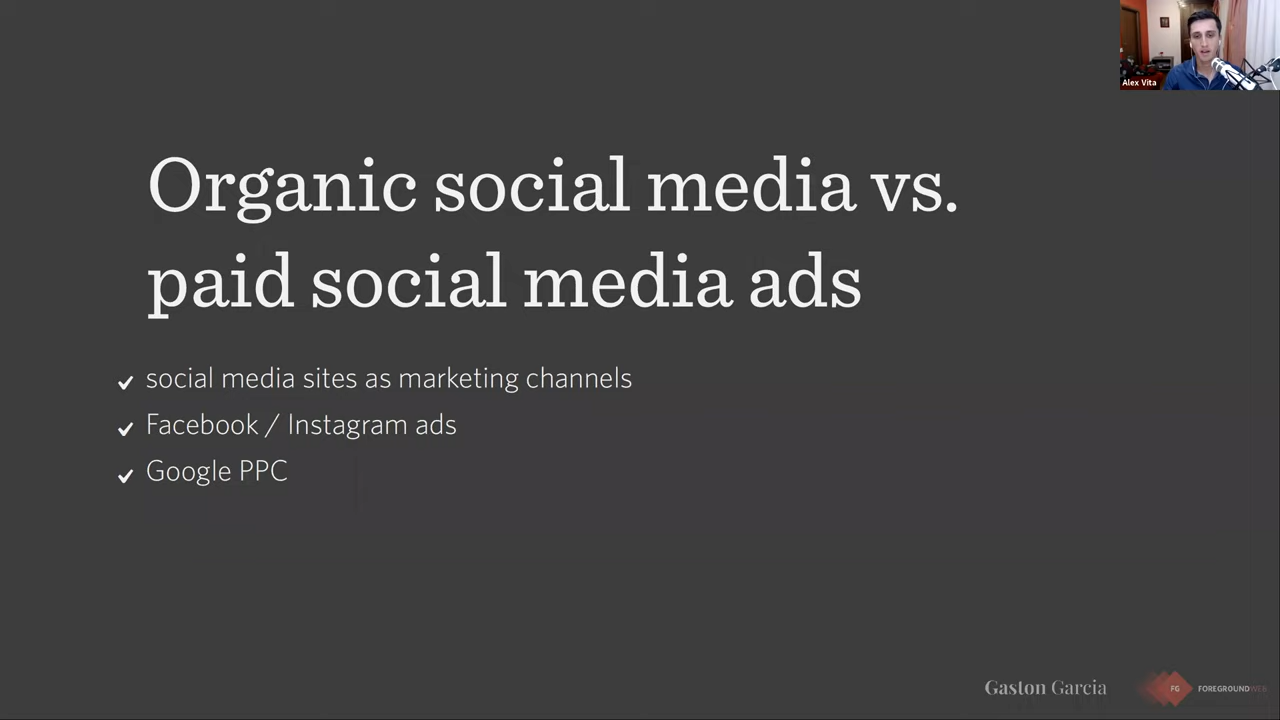 Alex Vita
Organic social media vs.
paid social media ads
social media sites as marketing channels
Facebook / Instagram ads
Google PPC
Gaston Garcia
FG FOREGROUNDWEB